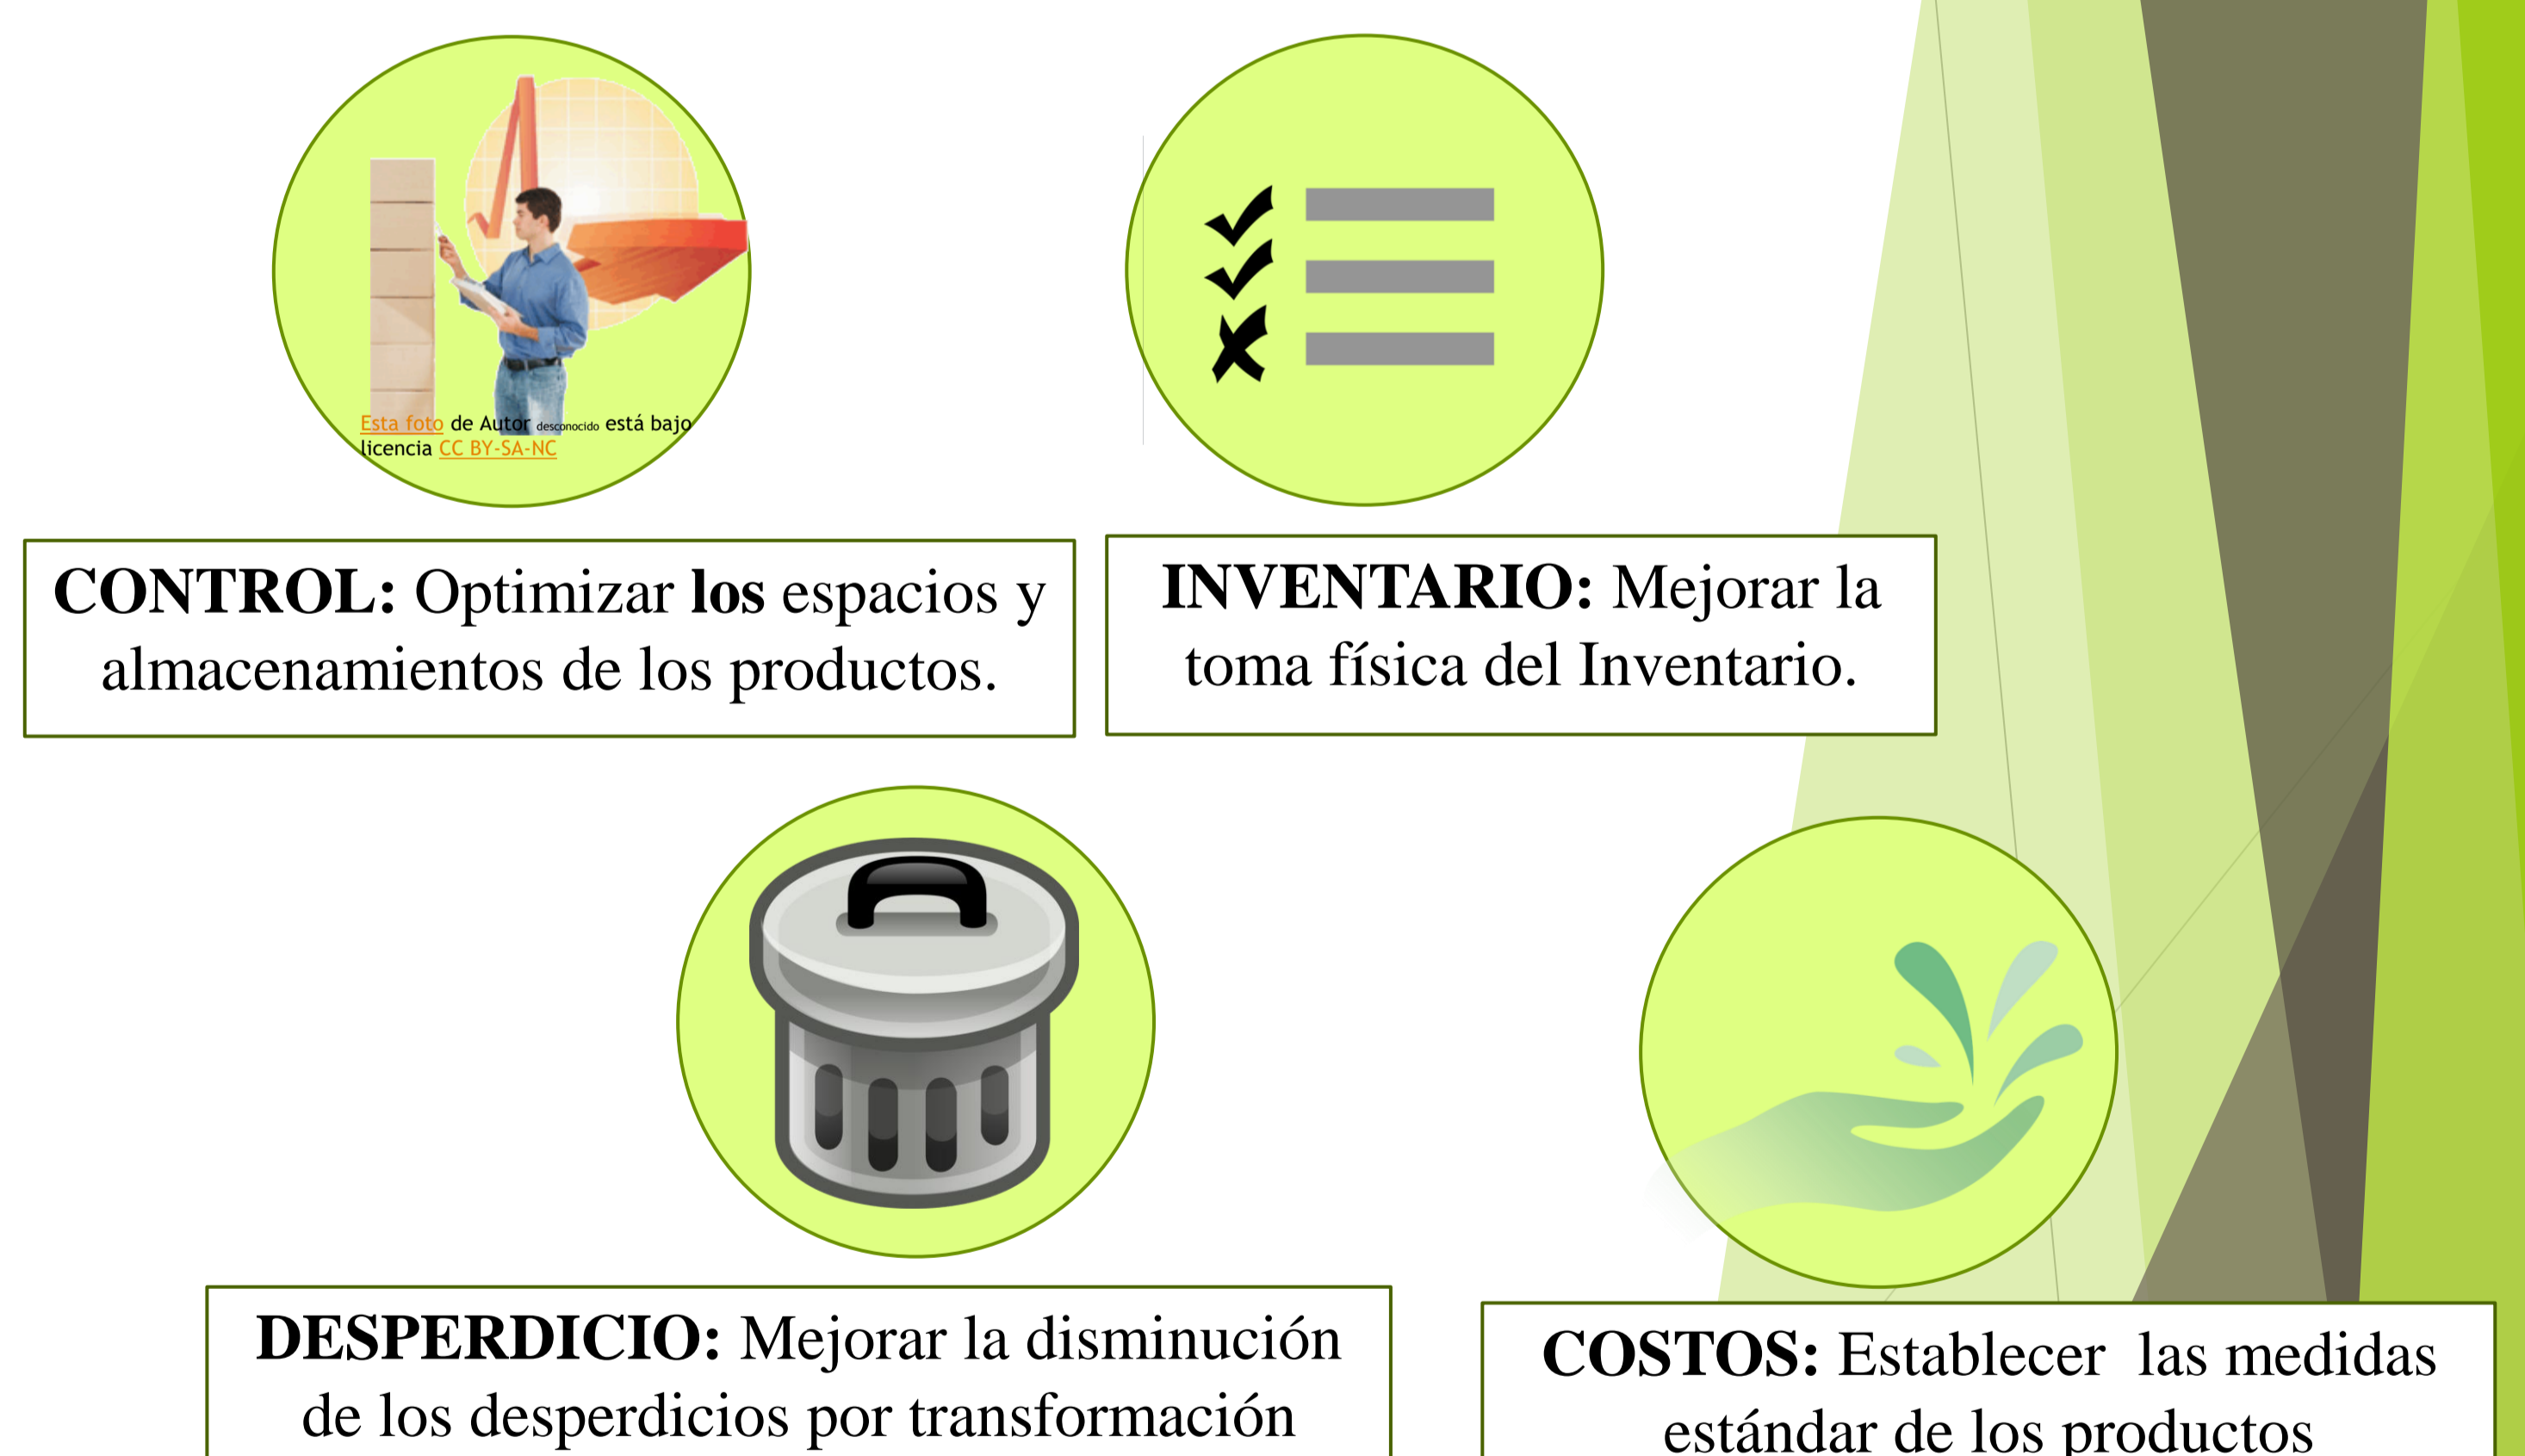 Esta foto de Autor desconocido está bajo
licencia CC BY-SA-NC
CONTROL: Optimizar los espacios y
almacenamientos de los productos.
INVENTARIO: Mejorar la
toma física del Inventario.
DESPERDICIO: Mejorar la disminución
de los desperdicios por transformación
COSTOS: Establecer las medidas
estándar de los productos